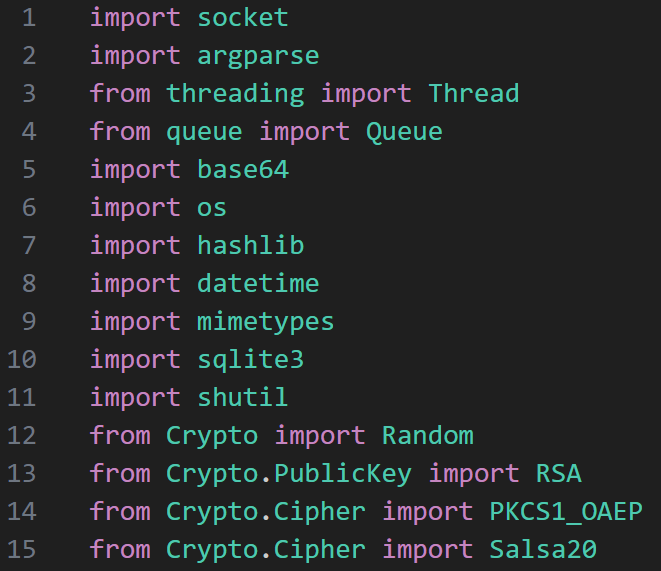 1 import socket
2 import argparse
3 from threading import Thread
4 from queue import Queue
5 import base64
6 import os
7 import hashlib
8 import datetime
9 import mimetypes
10 import sqlite3
11 import shutil
12 from Crypto import Random
13 from Crypto.PublicKey import RSA
14 from Crypto.Cipher import PKCS1_OAEP
15 from Crypto.Cipher import Salsa20